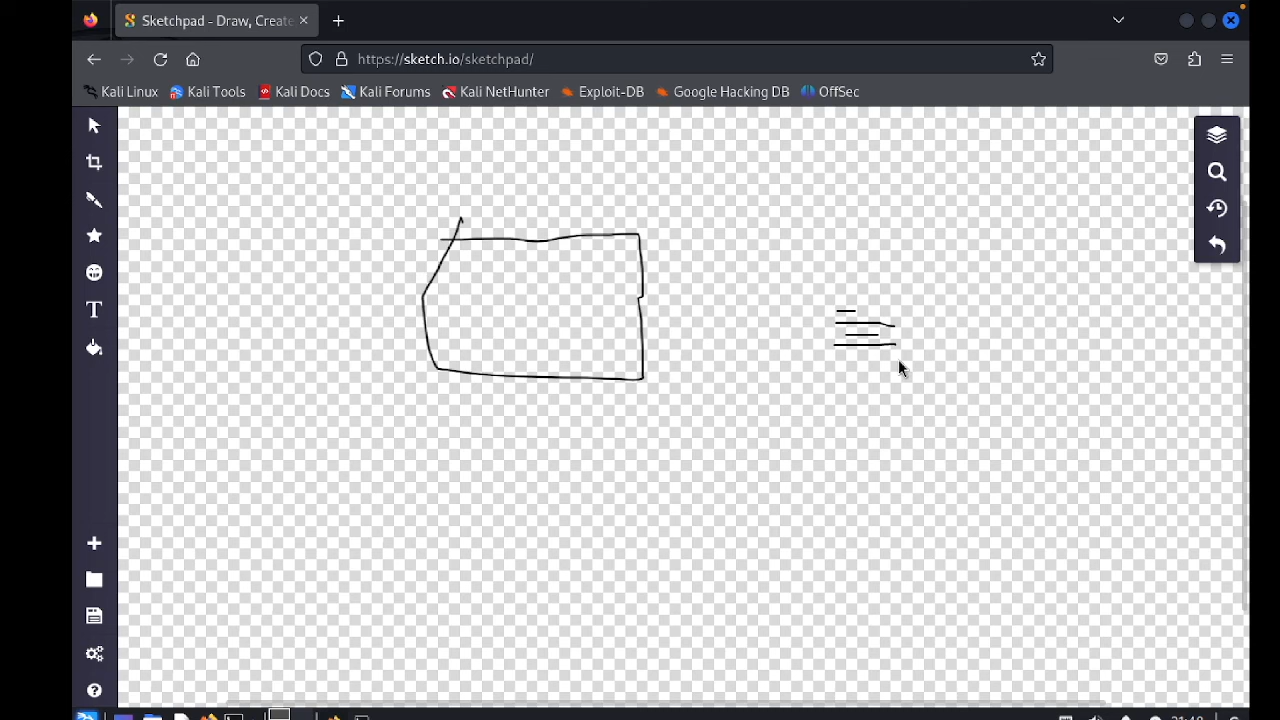 Sketchpad - Draw, Create
https://sketch.io/sketchpad/
Kali Linux Kali Tools Kali Docs Kali Forums Kali NetHunter Exploit-DB Google Hacking DB OffSec
T